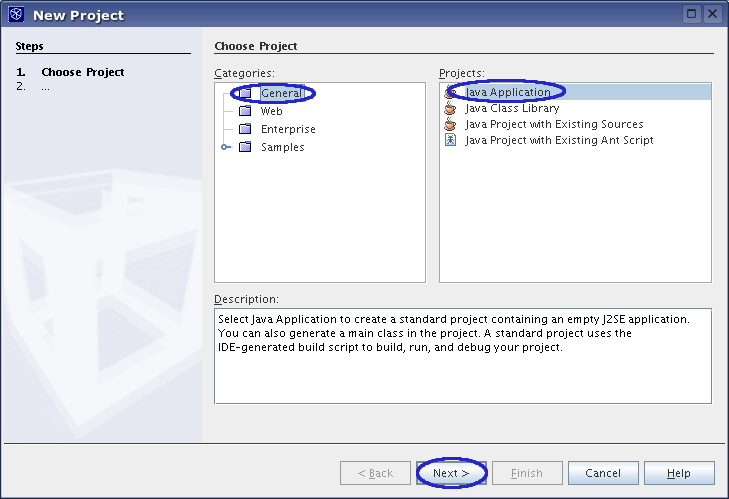 New Project
Steps
1. Choose Project
2. ...
Choose Project
Categories:
General
Web
Enterprise
Samples
Projects:
Java Application
Java Class Library
Java Project with Existing Sources
Java Project with Existing Ant Script
Description:
Select Java Application to create a standard project containing an empty J2SE application.
You can also generate a main class in the project. A standard project uses the
IDE-generated build script to build, run, and debug your project.
< Back
Next >
Finish
Cancel
Help